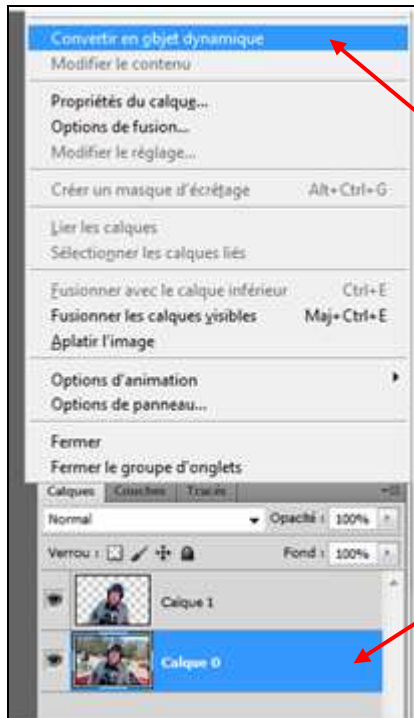 Convertir en objet dynamique
Modifier le contenu
Propriétés du calque...
Options de fusion...
Modifier le réglage...
Créer un masque d'écrêtage Alt+Ctrl+G
Lier les calques
Sélectionner les calques liés
Fusionner avec le calque inférieur Ctrl+E
Fusionner les calques visibles Maj+Ctrl+E
Aplatir l'image
Options d'animation
Options de panneau...
Fermer
Fermer le groupe d'onglets
Calques Couches Tracés
Normal Opacité : 100%
Verrou : Fond : 100%
Calque 1
Calque 0